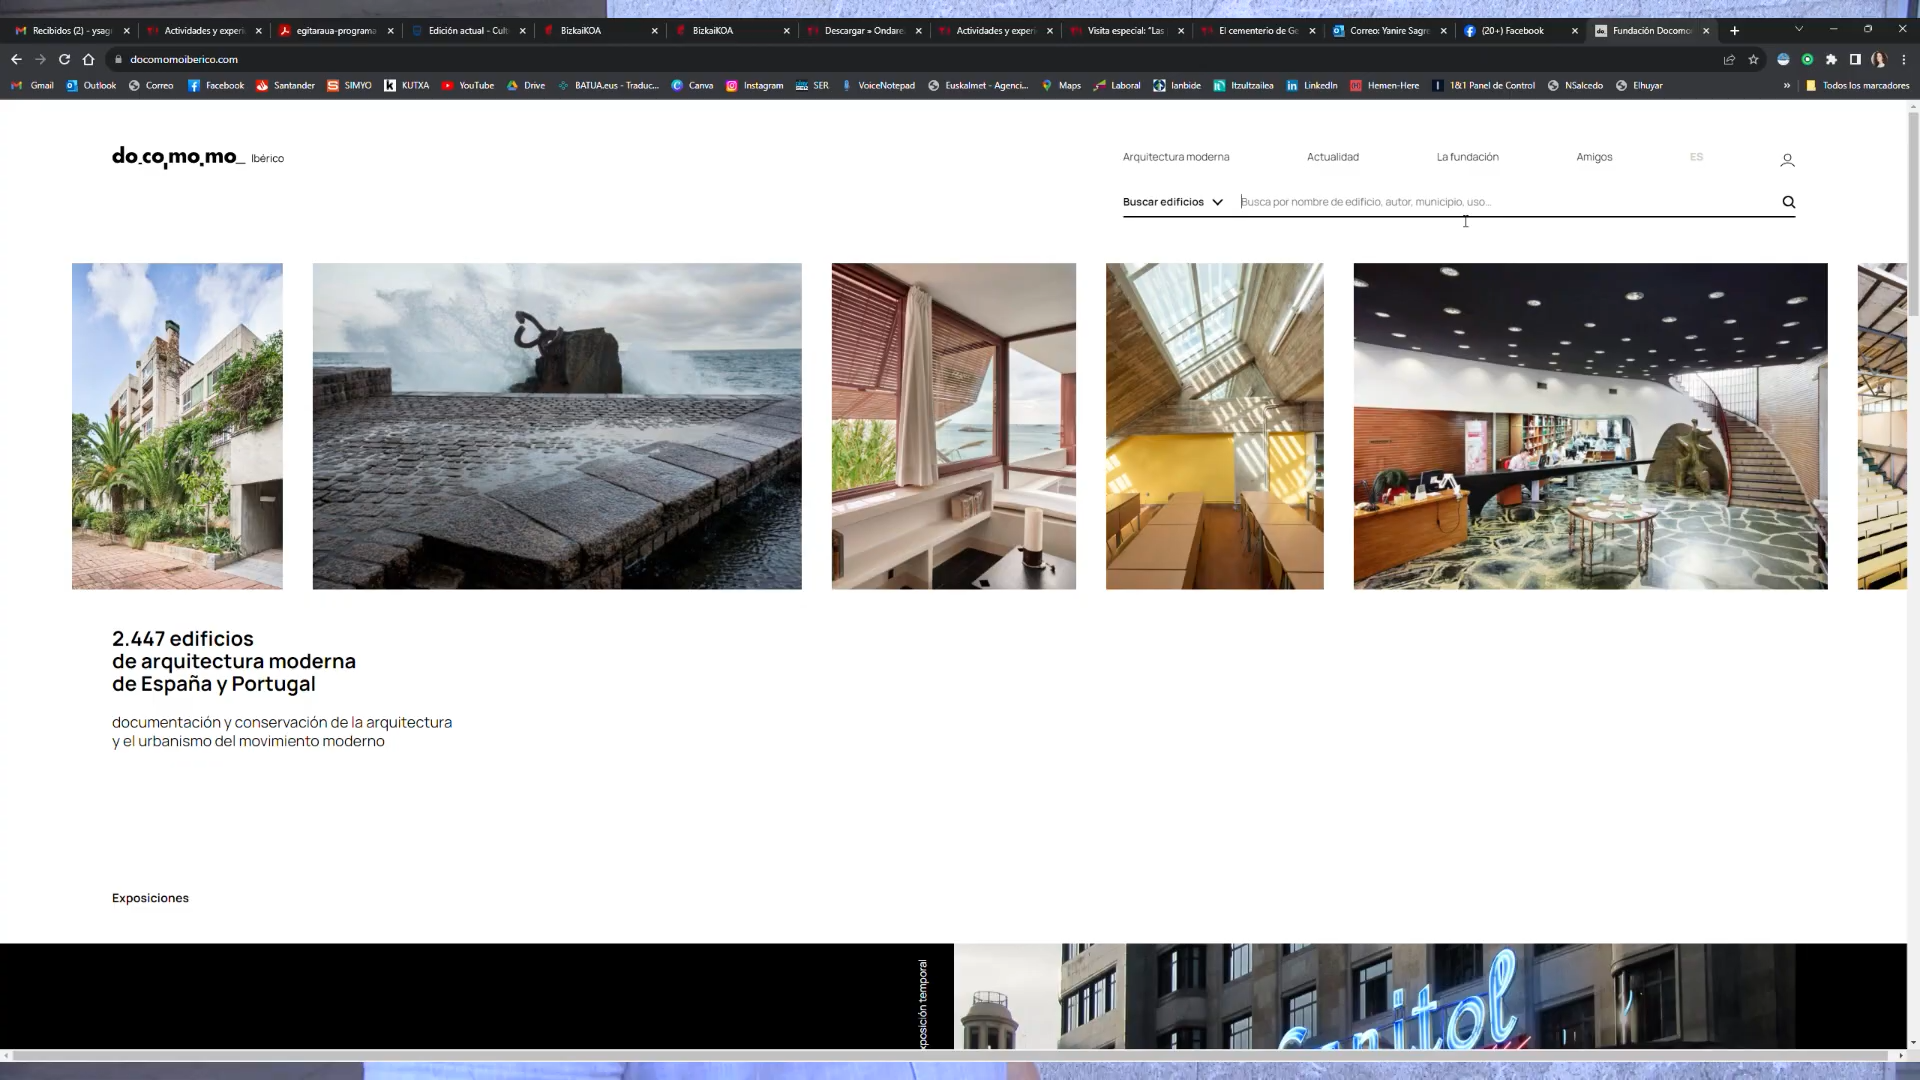 Recibidos (2) - ysag
Actividades y experi
egitaraua-programa
Edición actual - Cult
BizkaiKOA
BizkaiKOA
Descargar » Ondare
Actividades y experi
Visita especial: "Las
El cementerio de Ge
Correo: Yanire Sagre
(20+) Facebook
Fundación Docomo
docomomoiberico.com
Gmail
Outlook
Correo
Facebook
Santander
SIMYO
KUTXA
YouTube
Drive
BATUA.eus - Traduc...
Canva
Instagram
SER
VoiceNotepad
Euskalmet - Agenci...
Maps
Laboral
lanbide
Itzultzailea
LinkedIn
Hemen-Here
1&1 Panel de Control
NSalcedo
Elhuyar
»
Todos los marcadores
do_co,mo.mo_ Ibérico
Arquitectura moderna
Actualidad
La fundación
Amigos
ES
Buscar edificios
Busca por nombre de edificio, autor, municipio, uso...
2.447 edificios
de arquitectura moderna
de España y Portugal
documentación y conservación de la arquitectura
y el urbanismo del movimiento moderno
Exposiciones
xposición temporal
Capitol